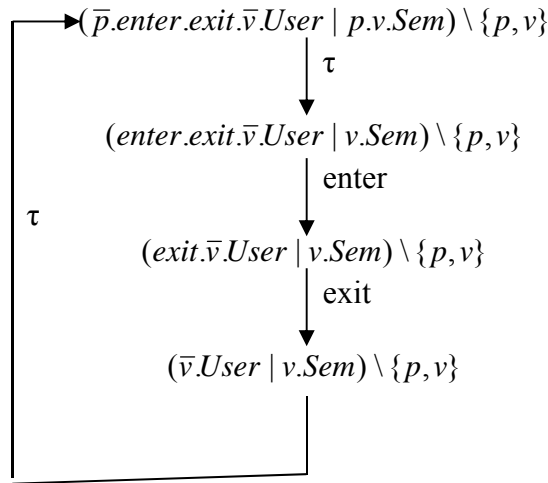 (p̅.enter.exit.v̅.User | p.v.Sem) \ {p,v}
τ
(enter.exit.v̅.User | v.Sem) \ {p,v}
enter
τ
(exit.v̅.User | v.Sem) \ {p,v}
exit
(v̅.User | v.Sem) \ {p,v}